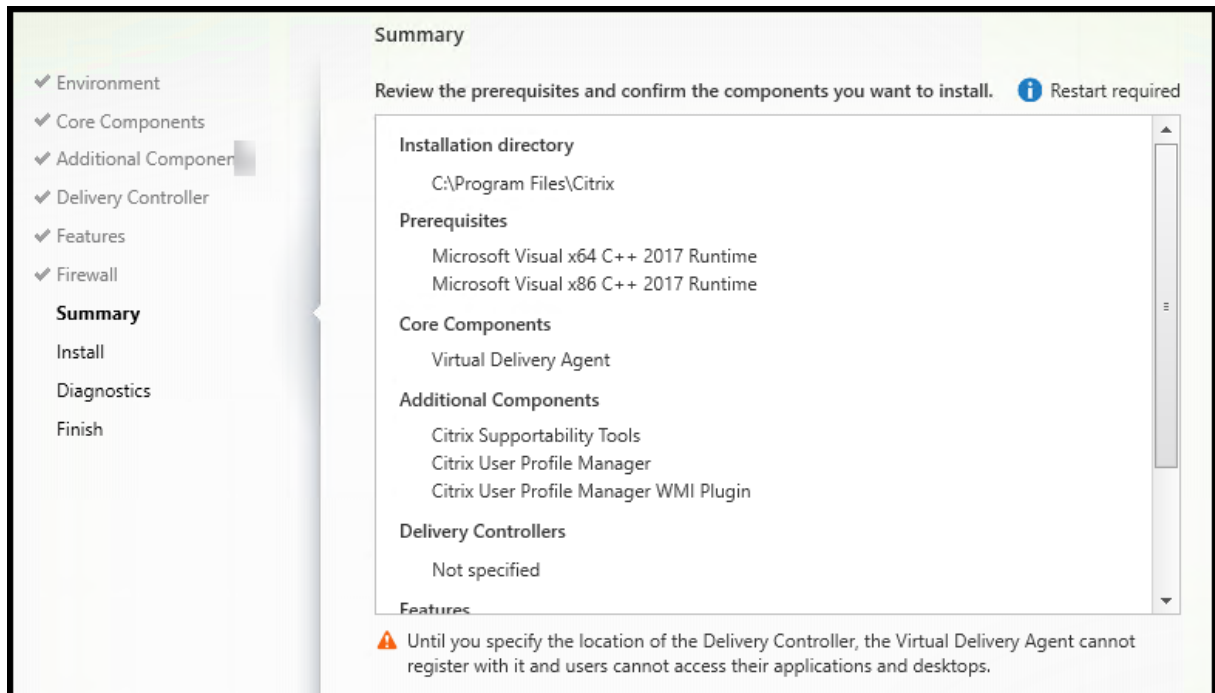 Summary
Environment
Core Components
Additional
Delivery Controller
Features
Firewall
Summary
Install
Diagnostics
Finish
Review the prerequisites and confirm the components you want to install.
Restart required
Installation directory
C:\Program Files\Citrix
Prerequisites
Microsoft Visual x64 C++ 2017 Runtime
Microsoft Visual x86 C++ 2017 Runtime
Core Components
Virtual Delivery Agent
Additional Components
Citrix Supportability Tools
Citrix User Profile Manager
Citrix User Profile Manager WMI Plugin
Delivery Controllers
Not specified
Features
Until you specify the location of the Delivery Controller, the Virtual Delivery Agent cannot
register with it and users cannot access their applications and desktops.